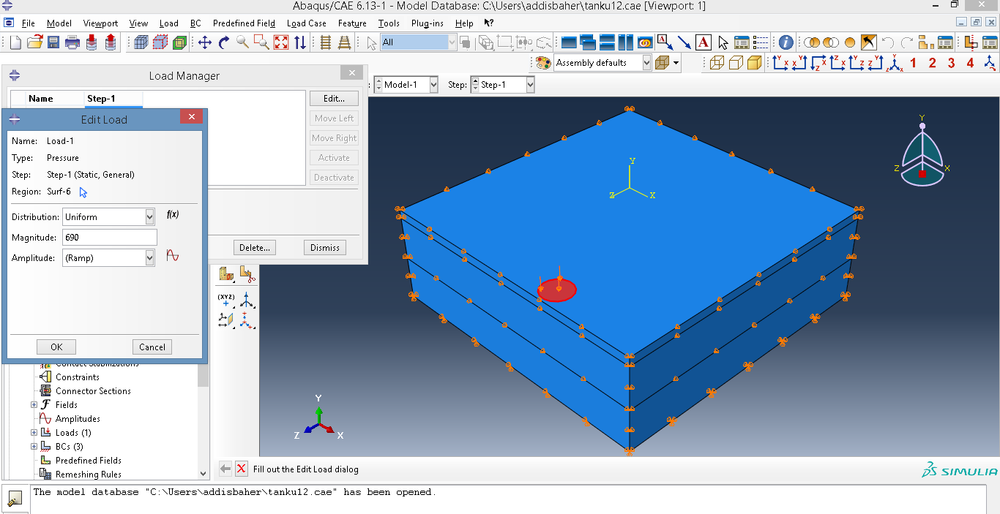 Abaqus/CAE 6.13-1 - Model Database: C:\Users\addisbaher\tanku12.cae [Viewport: 1]
File Model Viewport View Load BC Predefined Field Load Case Feature Tools Plug-ins Help
All
Assembly defaults
1 2 3 4
Load Manager
Model-1 Step: Step-1
Name Step-1
Edit...
Move Left
Move Right
Activate
Deactivate
Delete... Dismiss
Edit Load
Name: Load-1
Type: Pressure
Step: Step-1 (Static, General)
Region: Surf-6
Distribution: Uniform f(x)
Magnitude: 690
Amplitude: (Ramp)
OK Cancel
(XYZ)
Contact Stabilizations
Constraints
Connector Sections
Fields
Amplitudes
Loads (1)
BCs (3)
Predefined Fields
Remeshing Rules
Y
Z X
Y
Z X
Y
Z X
Fill out the Edit Load dialog
SIMULIA
The model database "C:\Users\addisbaher\tanku12.cae" has been opened.